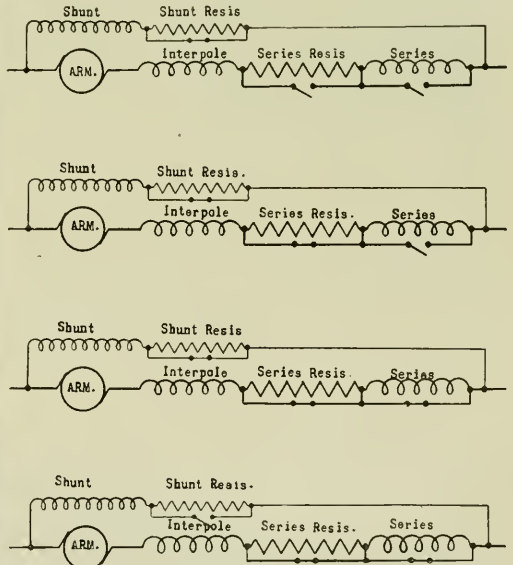 Shunt Shunt Resis
ARM. Interpole Series Resis Series
Shunt Shunt Resis.
ARM. Interpole Series Resis. Series
Shunt Shunt Resis
ARM. Interpole Series Resis. Series
Shunt Shunt Resis.
ARM. Interpole Series Resis. Series